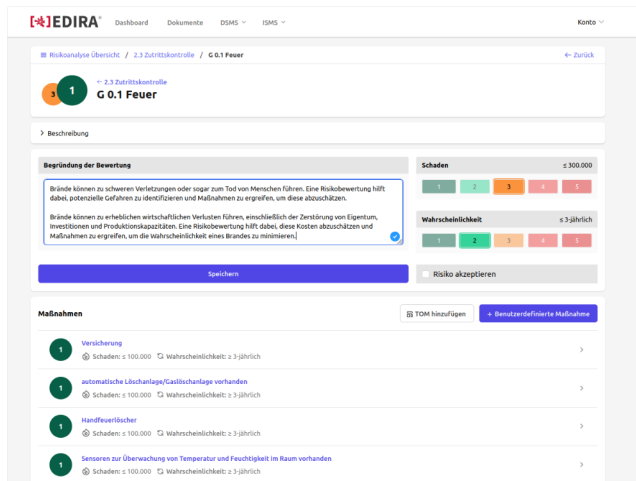 [*]EDIRA® Dashboard Dokumente DSMS ISMS Konto
Risikoanalyse Übersicht / 2.3 Zutrittskontrolle / G 0.1 Feuer ← Zurück
← 2.3 Zutrittskontrolle
3 1 G 0.1 Feuer
> Beschreibung
Begründung der Bewertung
Brände können zu schweren Verletzungen oder sogar zum Tod von Menschen führen. Eine Risikobewertung hilft
dabei, potenzielle Gefahren zu identifizieren und Maßnahmen zu ergreifen, um diese abzuschätzen.
Brände können zu erheblichen wirtschaftlichen Verlusten führen, einschließlich der Zerstörung von Eigentum,
Investitionen und Produktionskapazitäten. Eine Risikobewertung hilft dabei, diese Kosten abzuschätzen und
Maßnahmen zu ergreifen, um die Wahrscheinlichkeit eines Brandes zu minimieren.
Speichern
Schaden ≤ 300.000
1 2 3 4 5
Wahrscheinlichkeit ≤ 3-jährlich
1 2 3 4 5
Risiko akzeptieren
Maßnahmen TOM hinzufügen + Benutzerdefinierte Maßnahme
Versicherung
1 Schaden: ≤ 100.000 Wahrscheinlichkeit: ≥ 3-jährlich
automatische Löschanlage/Gaslöschanlage vorhanden
1 Schaden: ≤ 100.000 Wahrscheinlichkeit: ≥ 3-jährlich
Handfeuerlöscher
1 Schaden: ≤ 100.000 Wahrscheinlichkeit: ≥ 3-jährlich
Sensoren zur Überwachung von Temperatur und Feuchtigkeit im Raum vorhanden
1 Schaden: ≤ 100.000 Wahrscheinlichkeit: ≥ 3-jährlich